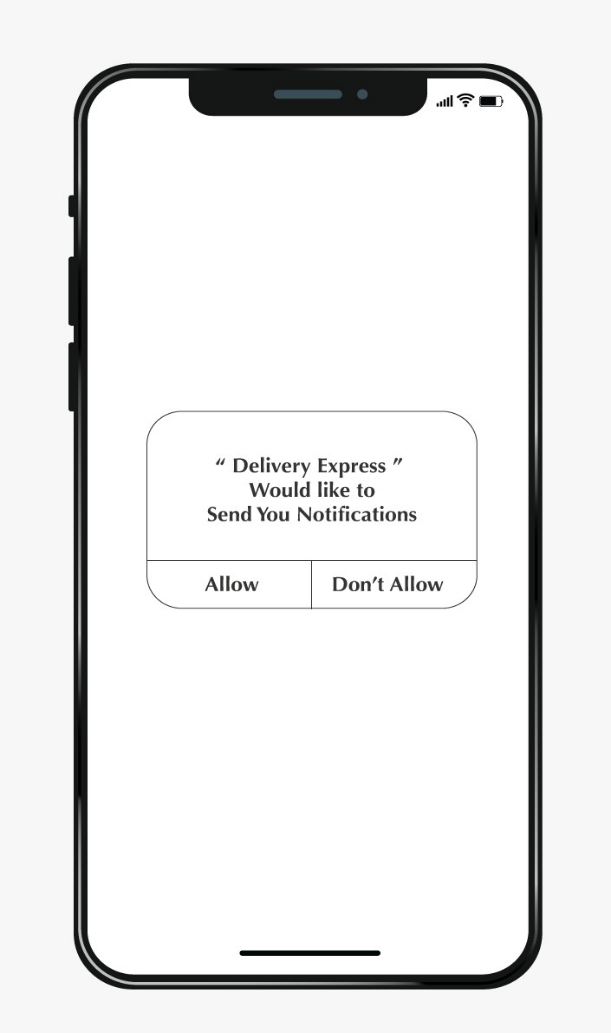 “ Delivery Express ”
Would like to
Send You Notifications
Allow
Don’t Allow